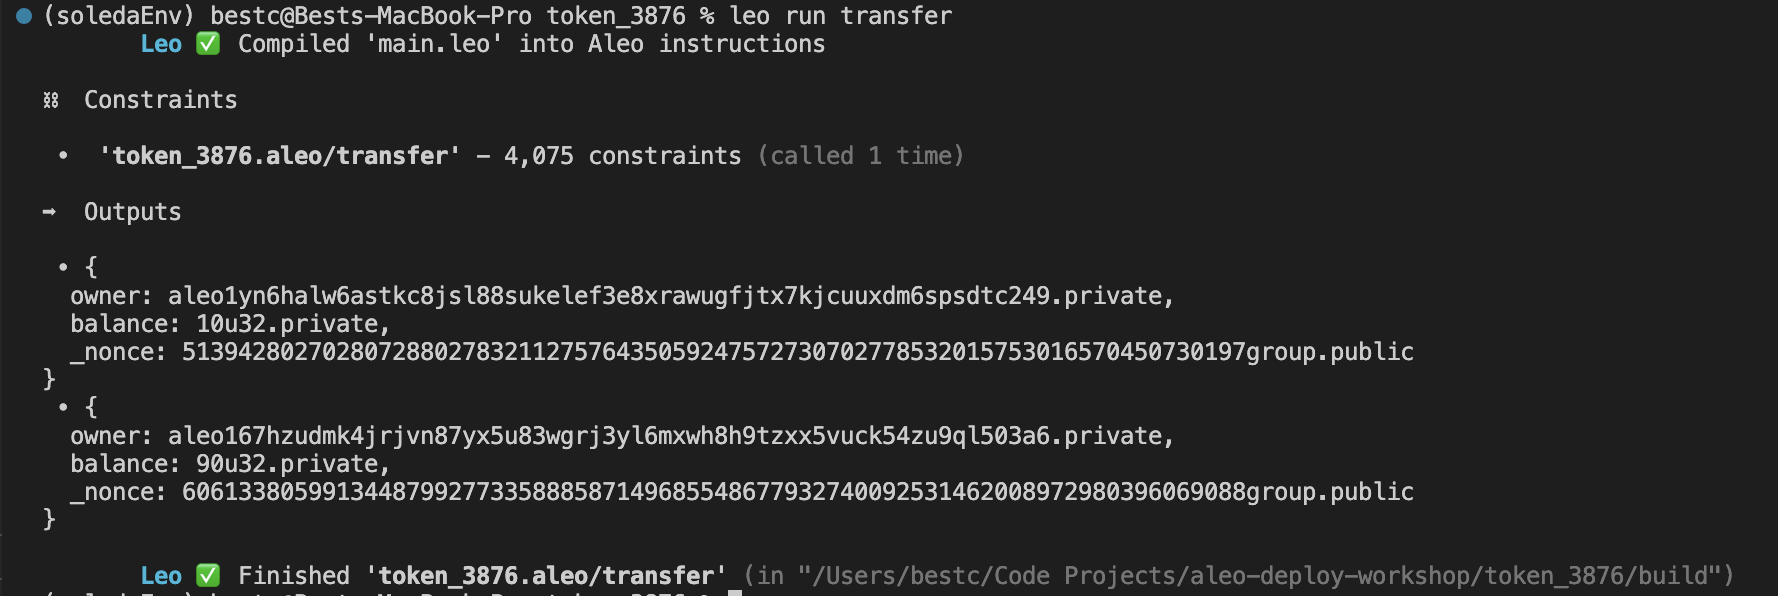 (soledaEnv) bestc@Bests-MacBook-Pro token_3876 % leo run transfer
Leo ✅ Compiled 'main.leo' into Aleo instructions
⛓ Constraints
• 'token_3876.aleo/transfer' - 4,075 constraints (called 1 time)
➡ Outputs
• {
owner: aleo1yn6halw6astkc8jsl88sukelef3e8xrawugfjtx7kjcuuxdm6spsdtc249.private,
balance: 10u32.private,
_nonce: 5139428027028072880278321127576435059247572730702778532015753016570450730197group.public
}
• {
owner: aleo167hzudmk4jrjvn87yx5u83wgrj3yl6mxwh8h9tzxx5vuck54zu9ql503a6.private,
balance: 90u32.private,
_nonce: 6061338059913448799277335888587149685548677932740092531462008972980396069088group.public
}
Leo ✅ Finished 'token_3876.aleo/transfer' (in "/Users/bestc/Code Projects/aleo-deploy-workshop/token_3876/build")